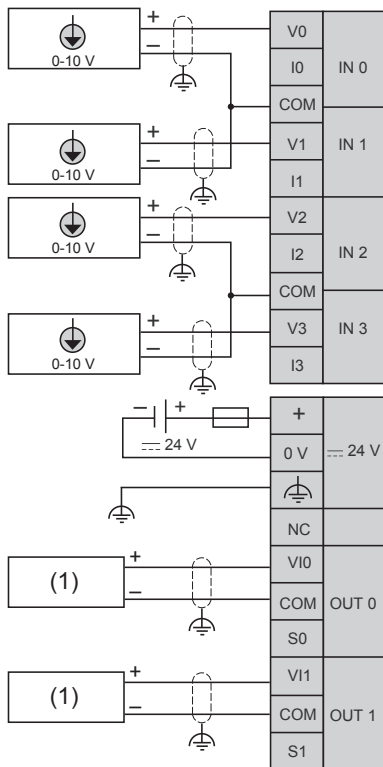 + V0
− I0 IN 0
0-10 V
COM
+ V1 IN 1
− I1
0-10 V
+ V2
− I2 IN 2
0-10 V
COM
+ V3 IN 3
− I3
0-10 V
− + +
24 V 0 V 24 V
NC
(1) + VI0
− COM OUT 0
S0
(1) + VI1
− COM OUT 1
S1